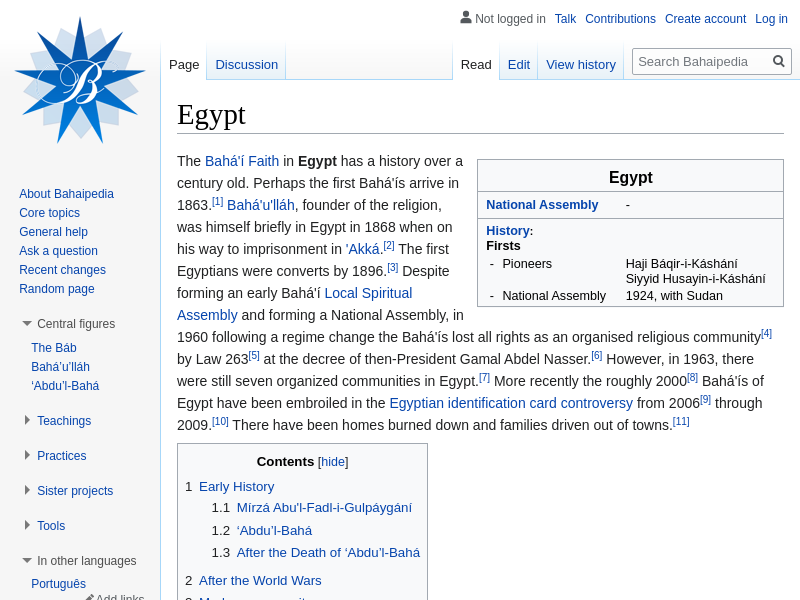 Not logged in Talk Contributions Create account Log in
Page Discussion Read Edit View history Search Bahaipedia
B
Egypt
The Bahá'í Faith in Egypt has a history over a
century old. Perhaps the first Bahá'ís arrive in
1863.[1] Bahá'u'lláh, founder of the religion,
was himself briefly in Egypt in 1868 when on
his way to imprisonment in 'Akká.[2] The first
Egyptians were converts by 1896.[3] Despite
forming an early Bahá'í Local Spiritual
Assembly and forming a National Assembly, in
1960 following a regime change the Bahá'ís lost all rights as an organised religious community[4]
by Law 263[5] at the decree of then-President Gamal Abdel Nasser.[6] However, in 1963, there
were still seven organized communities in Egypt.[7] More recently the roughly 2000[8] Bahá'ís of
Egypt have been embroiled in the Egyptian identification card controversy from 2006[9] through
2009.[10] There have been homes burned down and families driven out of towns.[11]
Egypt
National Assembly -
History:
Firsts
- Pioneers Haji Báqir-i-Káshání
Siyyid Husayin-i-Káshání
- National Assembly 1924, with Sudan
Contents [hide]
1 Early History
1.1 Mírzá Abu'l-Fadl-i-Gulpáygání
1.2 ‘Abdu’l-Bahá
1.3 After the Death of ‘Abdu’l-Bahá
2 After the World Wars
About Bahaipedia
Core topics
General help
Ask a question
Recent changes
Random page
Central figures
The Báb
Bahá’u’lláh
‘Abdu’l-Bahá
Teachings
Practices
Sister projects
Tools
In other languages
Português
Add links